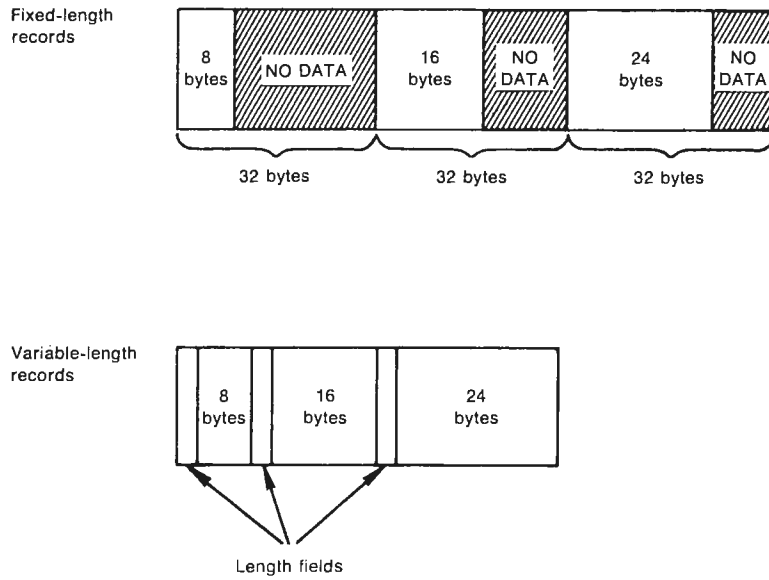 Fixed-length
records
8
bytes
NO DATA
16
bytes
NO
DATA
24
bytes
NO
DATA
32 bytes
32 bytes
32 bytes
Variable-length
records
8
bytes
16
bytes
24
bytes
Length fields